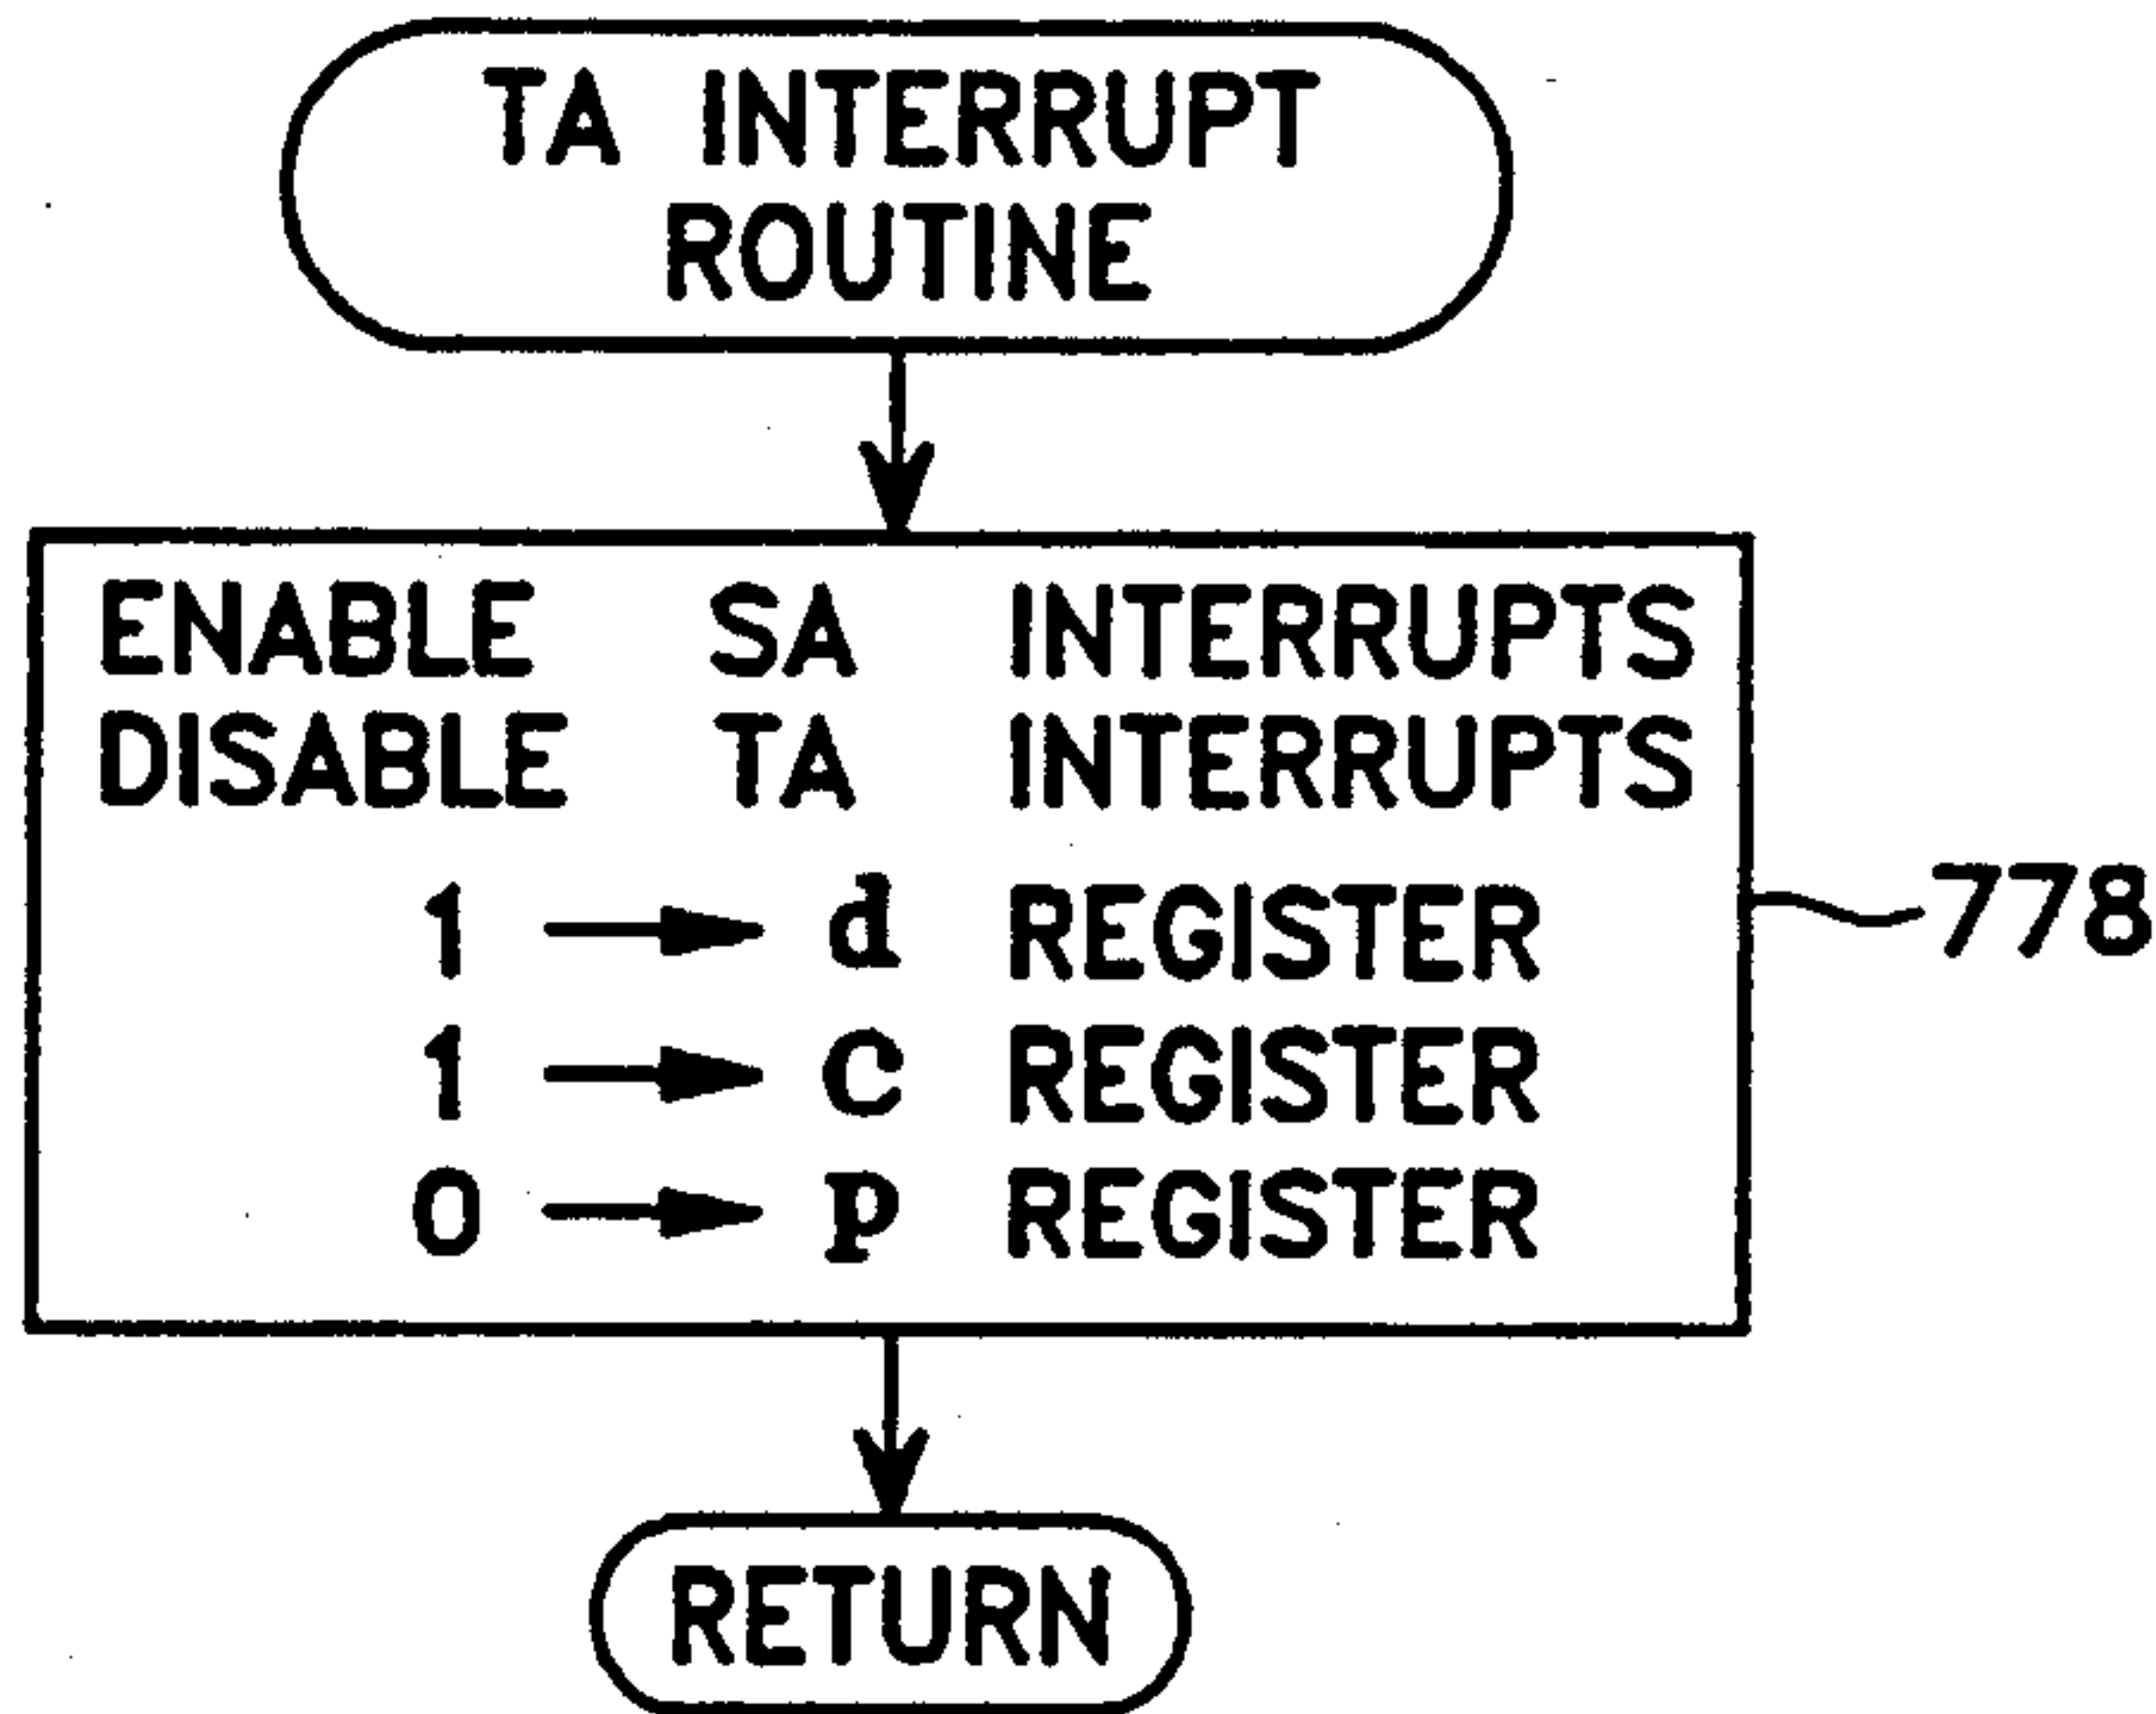 TA INTERRUPT
ROUTINE
ENABLE SA INTERRUPTS
DISABLE TA INTERRUPTS
1 → d REGISTER
1 → c REGISTER
0 → p REGISTER
778
RETURN